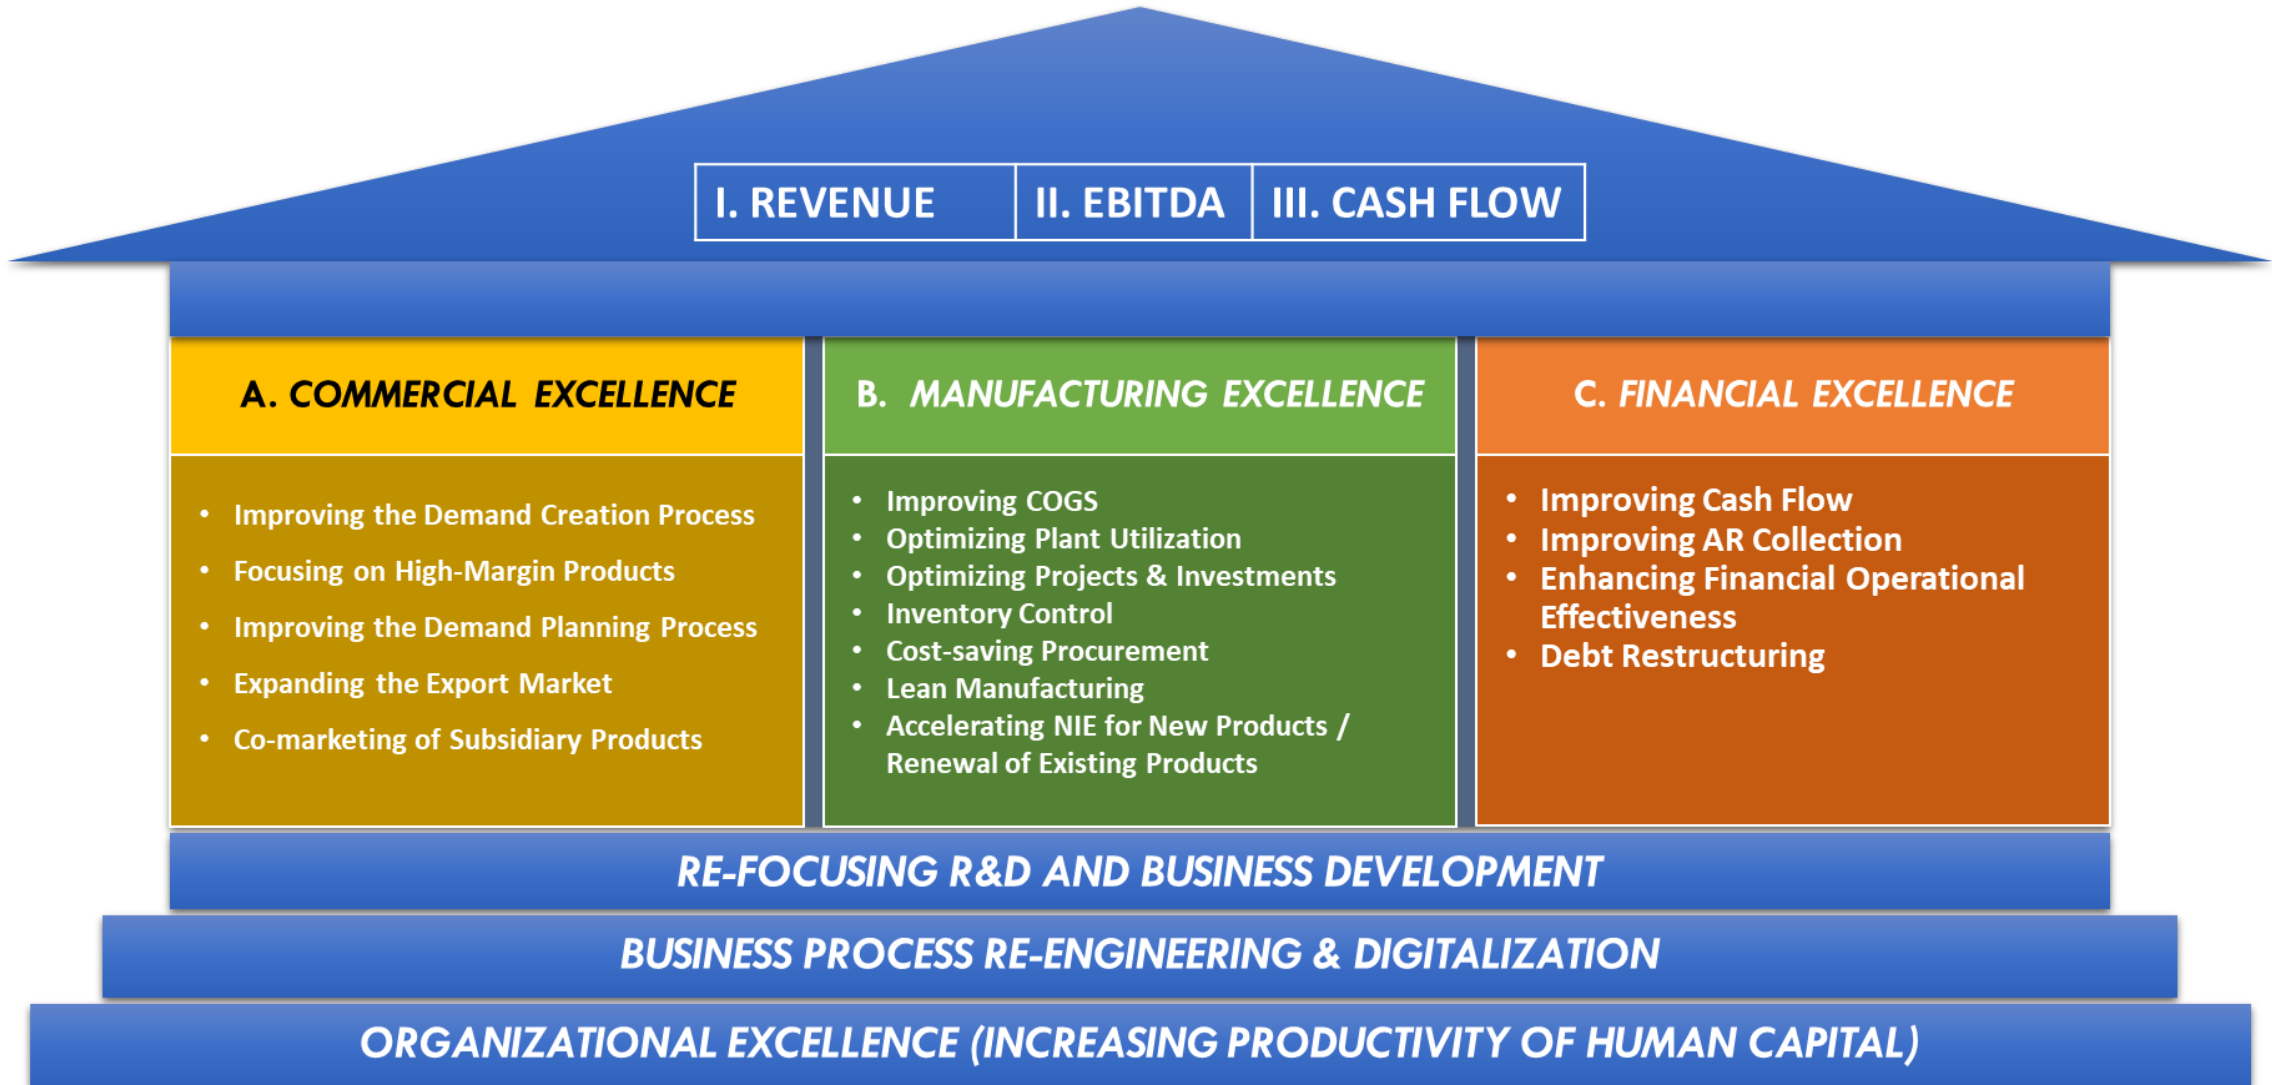 I. REVENUE
II. EBITDA
III. CASH FLOW
A. COMMERCIAL EXCELLENCE
• Improving the Demand Creation Process
• Focusing on High-Margin Products
• Improving the Demand Planning Process
• Expanding the Export Market
• Co-marketing of Subsidiary Products
B. MANUFACTURING EXCELLENCE
• Improving COGS
• Optimizing Plant Utilization
• Optimizing Projects & Investments
• Inventory Control
• Cost-saving Procurement
• Lean Manufacturing
• Accelerating NIE for New Products /
Renewal of Existing Products
C. FINANCIAL EXCELLENCE
• Improving Cash Flow
• Improving AR Collection
• Enhancing Financial Operational
Effectiveness
• Debt Restructuring
RE-FOCUSING R&D AND BUSINESS DEVELOPMENT
BUSINESS PROCESS RE-ENGINEERING & DIGITALIZATION
ORGANIZATIONAL EXCELLENCE (INCREASING PRODUCTIVITY OF HUMAN CAPITAL)